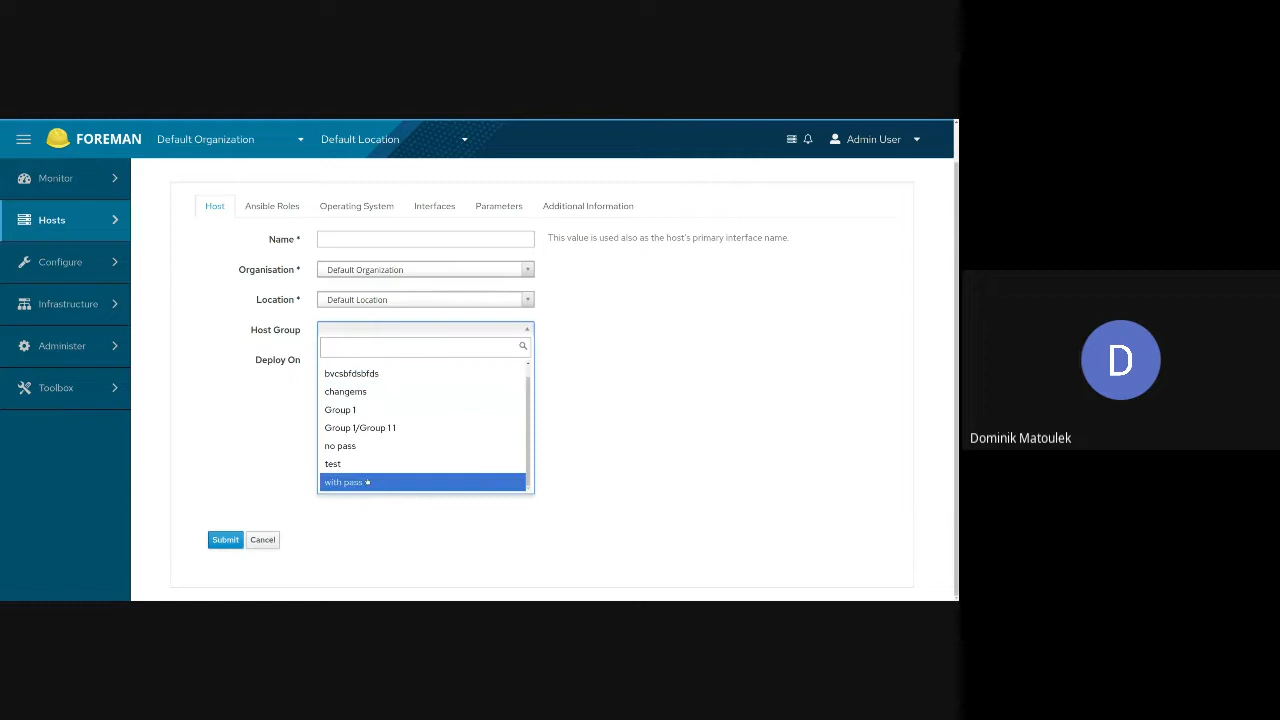 FOREMAN Default Organization Default Location Admin User
Monitor
Hosts
Configure
Infrastructure
Administer
Toolbox
Host Ansible Roles Operating System Interfaces Parameters Additional Information
Name * This value is used also as the host's primary interface name.
Organisation * Default Organization
Location * Default Location
Host Group
Deploy On
bvcsbfdsbfds
changems
Group 1
Group 1/Group 1 1
no pass
test
with pass
Submit Cancel
D
Dominik Matoulek